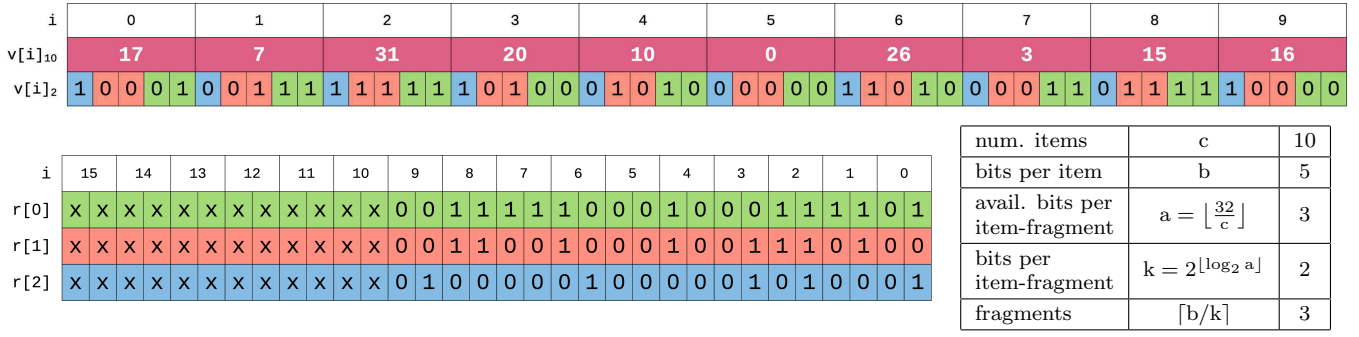 i 0 1 2 3 4 5 6 7 8 9
v[i]₁₀ 17 7 31 20 10 0 26 3 15 16
v[i]₂ 1 0 0 0 1 0 0 1 1 1 1 1 1 1 1 1 0 1 0 0 0 1 0 1 0 0 0 0 0 0 1 1 0 1 0 0 0 0 1 1 0 1 1 1 1 1 0 0 0 0
i 15 14 13 12 11 10 9 8 7 6 5 4 3 2 1 0
r[0] x x x x x x x x x x x x 0 0 1 1 1 1 1 0 0 0 1 0 0 0 1 1 1 1 0 1
r[1] x x x x x x x x x x x x 0 0 1 1 0 0 1 0 0 0 1 0 0 1 1 1 0 1 0 0
r[2] x x x x x x x x x x x x 0 1 0 0 0 0 0 1 0 0 0 0 0 1 0 1 0 0 0 1
num. items c 10
bits per item b 5
avail. bits per
item-fragment a = ⌊32/c⌋ 3
bits per
item-fragment k = 2^⌊log₂ a⌋ 2
fragments ⌈b/k⌉ 3